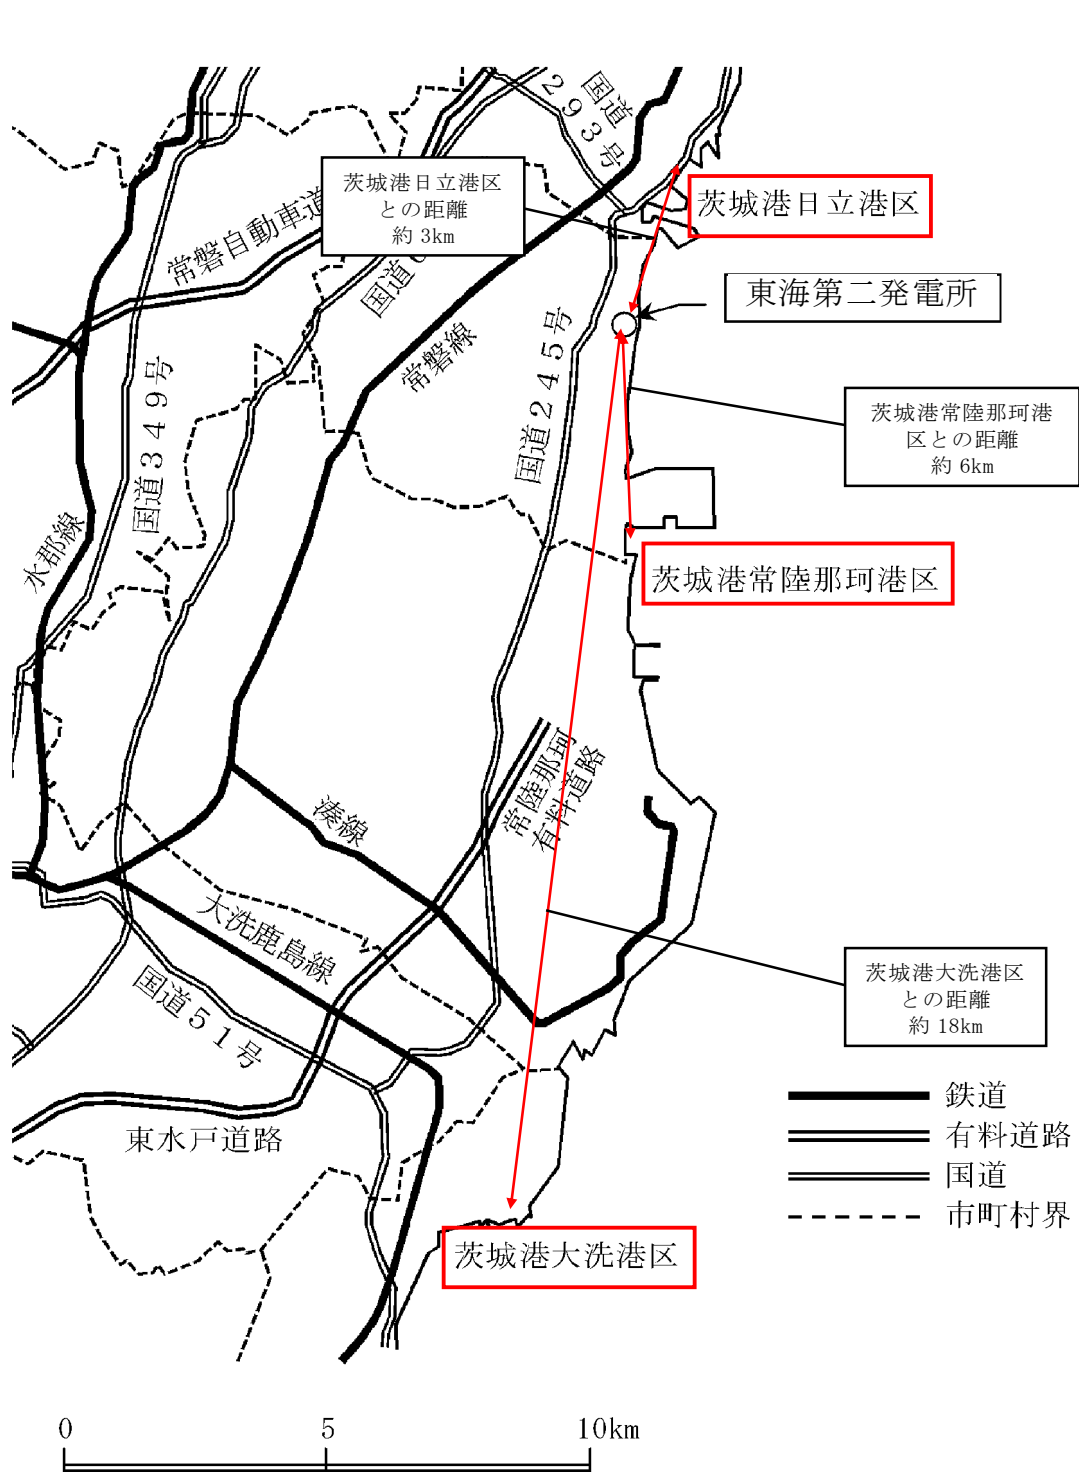 国道
293号
茨城港日立港区
との距離
約 3km
茨城港日立港区
常磐自動車道
国道6
東海第二発電所
常磐線
国道245号
国道349号
茨城港常陸那珂港
区との距離
約 6km
水郡線
茨城港常陸那珂港区
常陸那珂
有料道路
湊線
大洗鹿島線
国道51号
茨城港大洗港区
との距離
約 18km
東水戸道路
鉄道
有料道路
国道
市町村界
茨城港大洗港区
0 5 10km